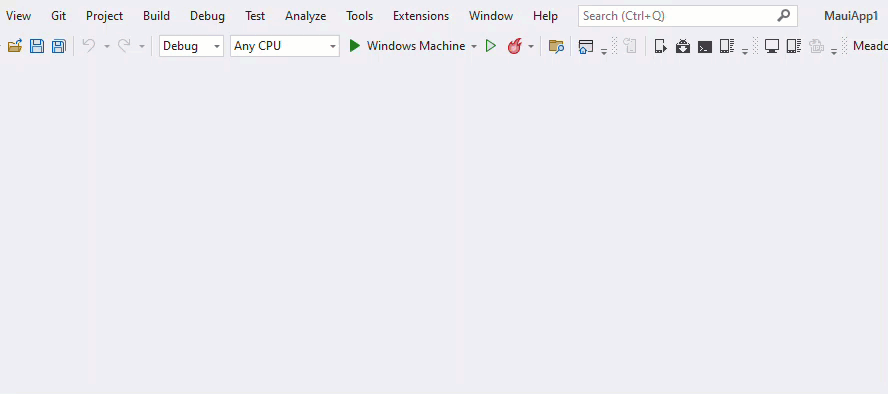 View Git Project Build Debug Test Analyze Tools Extensions Window Help Search (Ctrl+Q) MauiApp1
Debug Any CPU Windows Machine Meadc